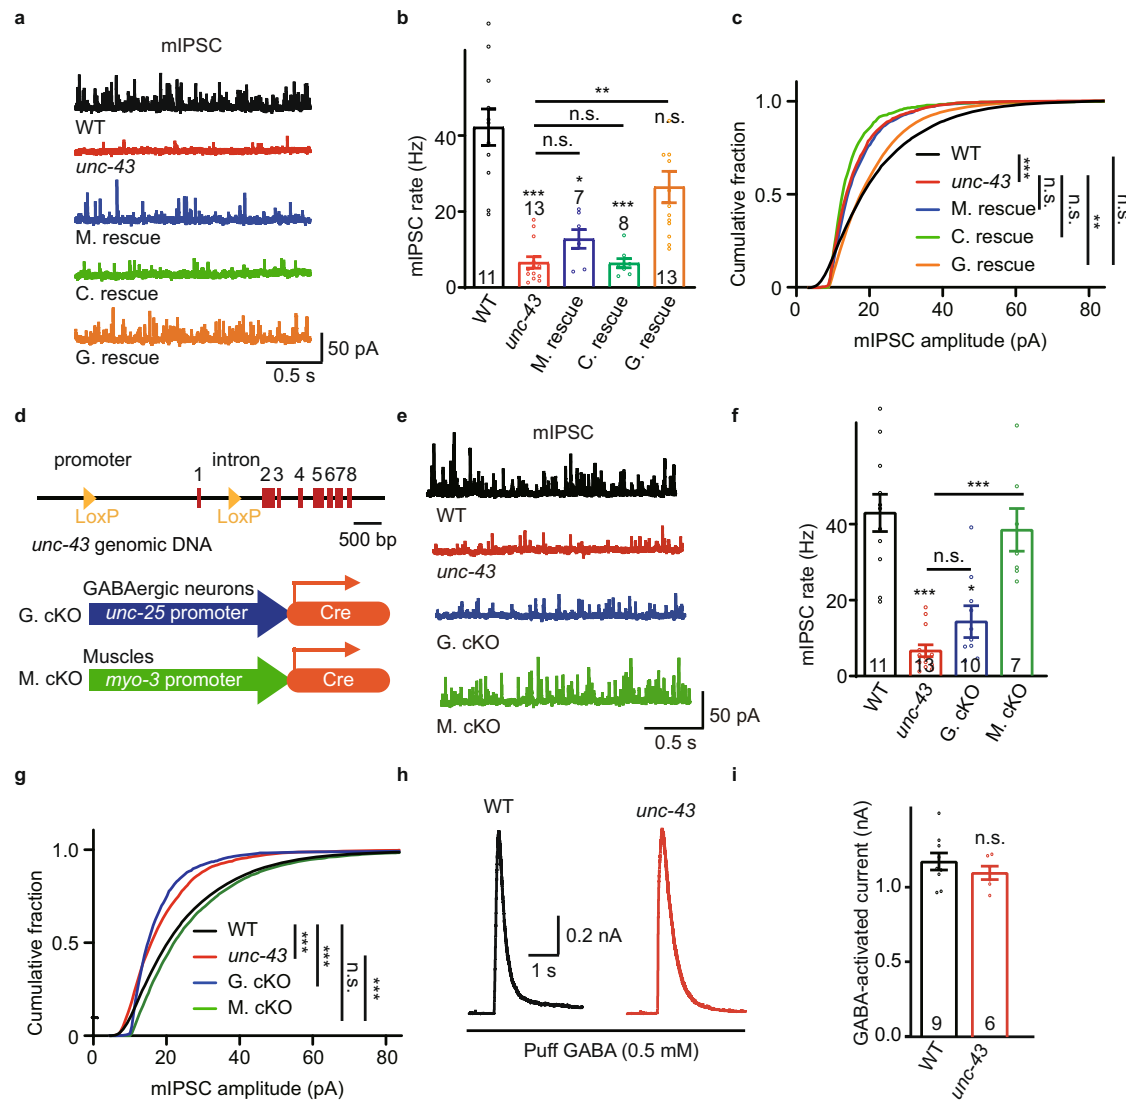 a
mIPSC
WT
unc-43
M. rescue
C. rescue
G. rescue
50 pA
0.5 s
b
mIPSC rate (Hz)
40
20
0
**
n.s.
n.s.
n.s.
***
13
*
7
***
8
11
13
WT
unc-43
M. rescue
C. rescue
G. rescue
c
Cumulative fraction
1.0
0.5
0
0
20
40
60
80
mIPSC amplitude (pA)
WT
unc-43
M. rescue
C. rescue
G. rescue
***
n.s.
n.s.
**
n.s.
d
promoter
intron
1
2 3 4 5 6 7 8
LoxP
LoxP
unc-43 genomic DNA
500 bp
GABAergic neurons
G. cKO
unc-25 promoter
Cre
Muscles
M. cKO
myo-3 promoter
Cre
e
mIPSC
WT
unc-43
G. cKO
M. cKO
50 pA
0.5 s
f
mIPSC rate (Hz)
40
20
0
***
n.s.
***
*
11
13
10
7
WT
unc-43
G. cKO
M. cKO
g
Cumulative fraction
1.0
0.5
0
0
20
40
60
80
mIPSC amplitude (pA)
WT
unc-43
G. cKO
M. cKO
***
***
n.s.
***
h
WT
unc-43
0.2 nA
1 s
Puff GABA (0.5 mM)
i
GABA-activated current (nA)
1.0
0.5
0.0
n.s.
9
6
WT
unc-43